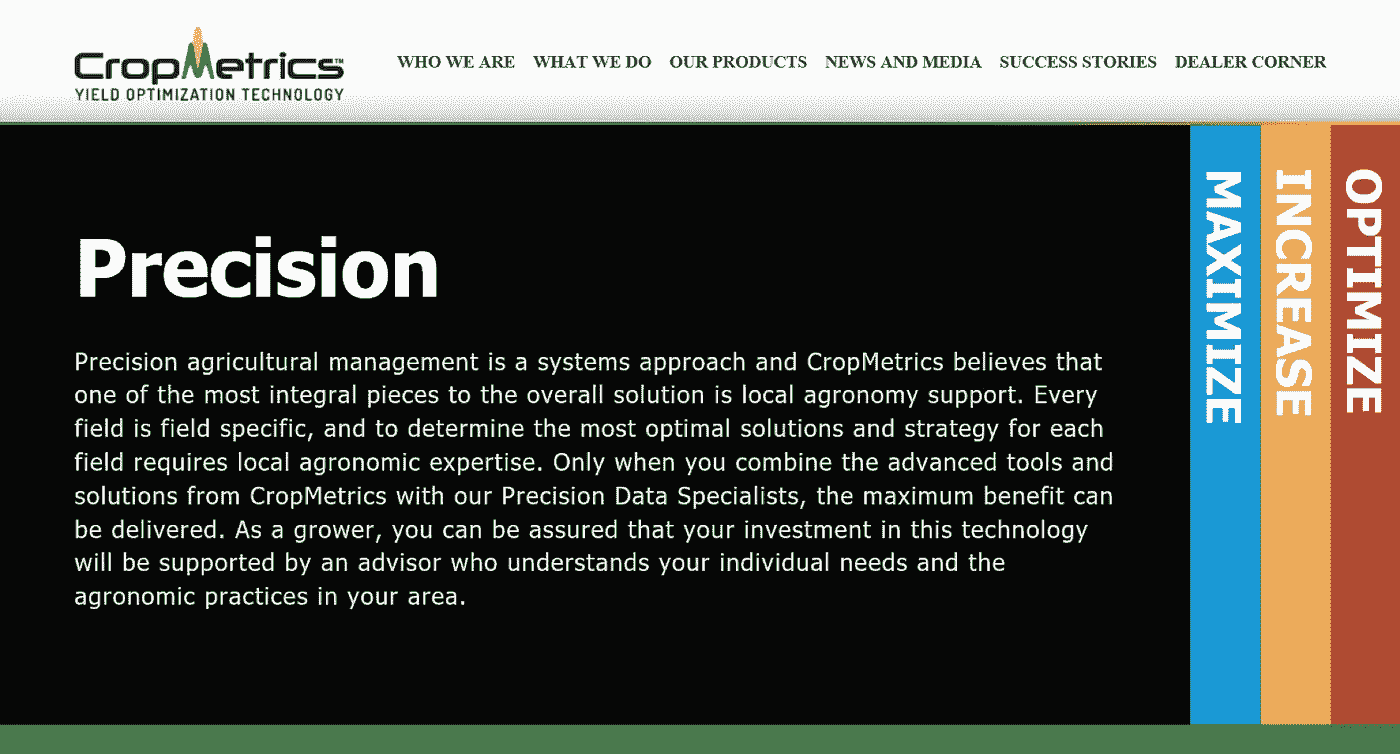 CropMetrics™
YIELD OPTIMIZATION TECHNOLOGY
WHO WE ARE WHAT WE DO OUR PRODUCTS NEWS AND MEDIA SUCCESS STORIES DEALER CORNER
Precision
Precision agricultural management is a systems approach and CropMetrics believes that
one of the most integral pieces to the overall solution is local agronomy support. Every
field is field specific, and to determine the most optimal solutions and strategy for each
field requires local agronomic expertise. Only when you combine the advanced tools and
solutions from CropMetrics with our Precision Data Specialists, the maximum benefit can
be delivered. As a grower, you can be assured that your investment in this technology
will be supported by an advisor who understands your individual needs and the
agronomic practices in your area.
MAXIMIZE
INCREASE
OPTIMIZE